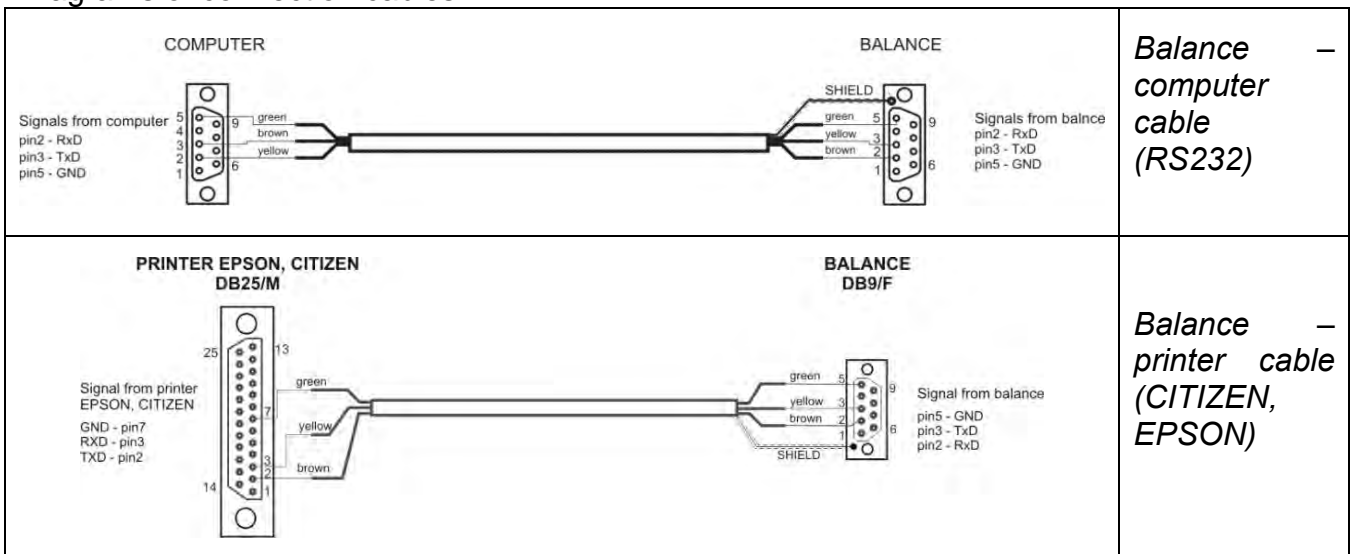 COMPUTER
BALANCE
SHIELD
Signals from computer
pin2 - RxD
pin3 - TxD
pin5 - GND
5
4
3
2
1
9
6
green
brown
yellow
green
yellow
brown
5
3
2
1
9
6
Signals from balnce
pin2 - RxD
pin3 - TxD
pin5 - GND
Balance –
computer
cable
(RS232)
PRINTER EPSON, CITIZEN
DB25/M
BALANCE
DB9/F
25
13
14
7
3
2
1
Signal from printer
EPSON, CITIZEN
GND - pin7
RXD - pin3
TXD - pin2
green
yellow
brown
green
yellow
brown
SHIELD
5
3
2
1
9
6
Signal from balance
pin5 - GND
pin3 - TxD
pin2 - RxD
Balance –
printer cable
(CITIZEN,
EPSON)